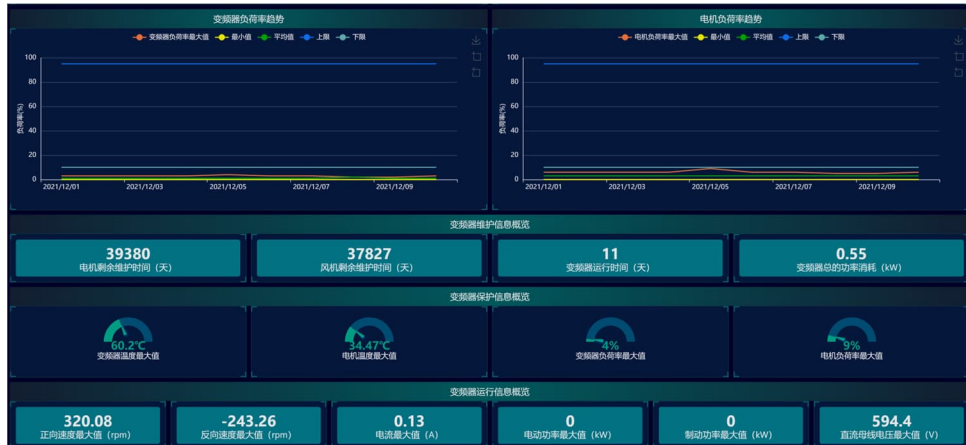 变频器负荷率趋势
变频器负荷率最大值 最小值 平均值 上限 下限
负荷率(%)
100
80
60
40
20
0
2021/12/01 2021/12/03 2021/12/05 2021/12/07 2021/12/09
电机负荷率趋势
电机负荷率最大值 最小值 平均值 上限 下限
负荷率(%)
100
80
60
40
20
0
2021/12/01 2021/12/03 2021/12/05 2021/12/07 2021/12/09
变频器维护信息概览
39380
电机剩余维护时间（天）
37827
风机剩余维护时间（天）
11
变频器运行时间（天）
0.55
变频器总的功率消耗（kW）
变频器保护信息概览
60.2℃
变频器温度最大值
34.47℃
电机温度最大值
4%
变频器负荷率最大值
9%
电机负荷率最大值
变频器运行信息概览
320.08
正向速度最大值（rpm）
-243.26
反向速度最大值（rpm）
0.13
电流最大值（A）
0
电动功率最大值（kW）
0
制动功率最大值（kW）
594.4
直流母线电压最大值（V）